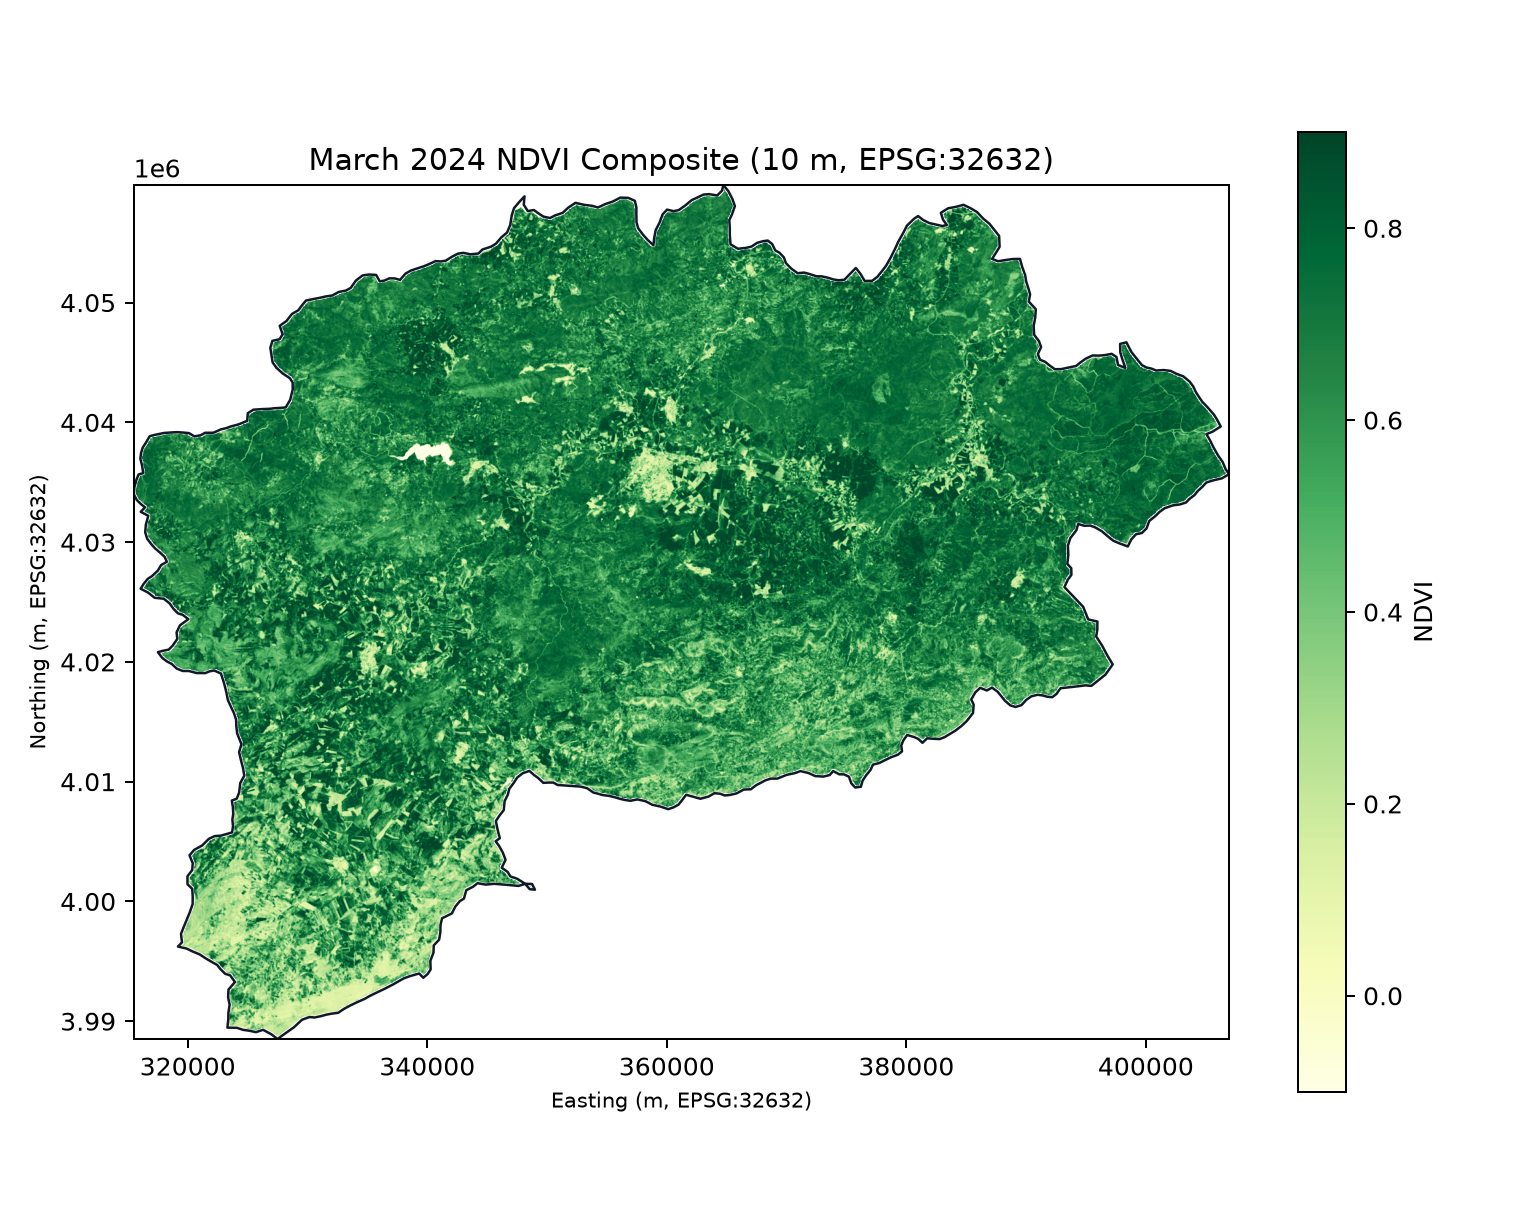 March 2024 NDVI Composite (10 m, EPSG:32632)
1e6
4.05
4.04
4.03
4.02
4.01
4.00
3.99
Northing (m, EPSG:32632)
320000 340000 360000 380000 400000
Easting (m, EPSG:32632)
0.8
0.6
0.4
0.2
0.0
NDVI